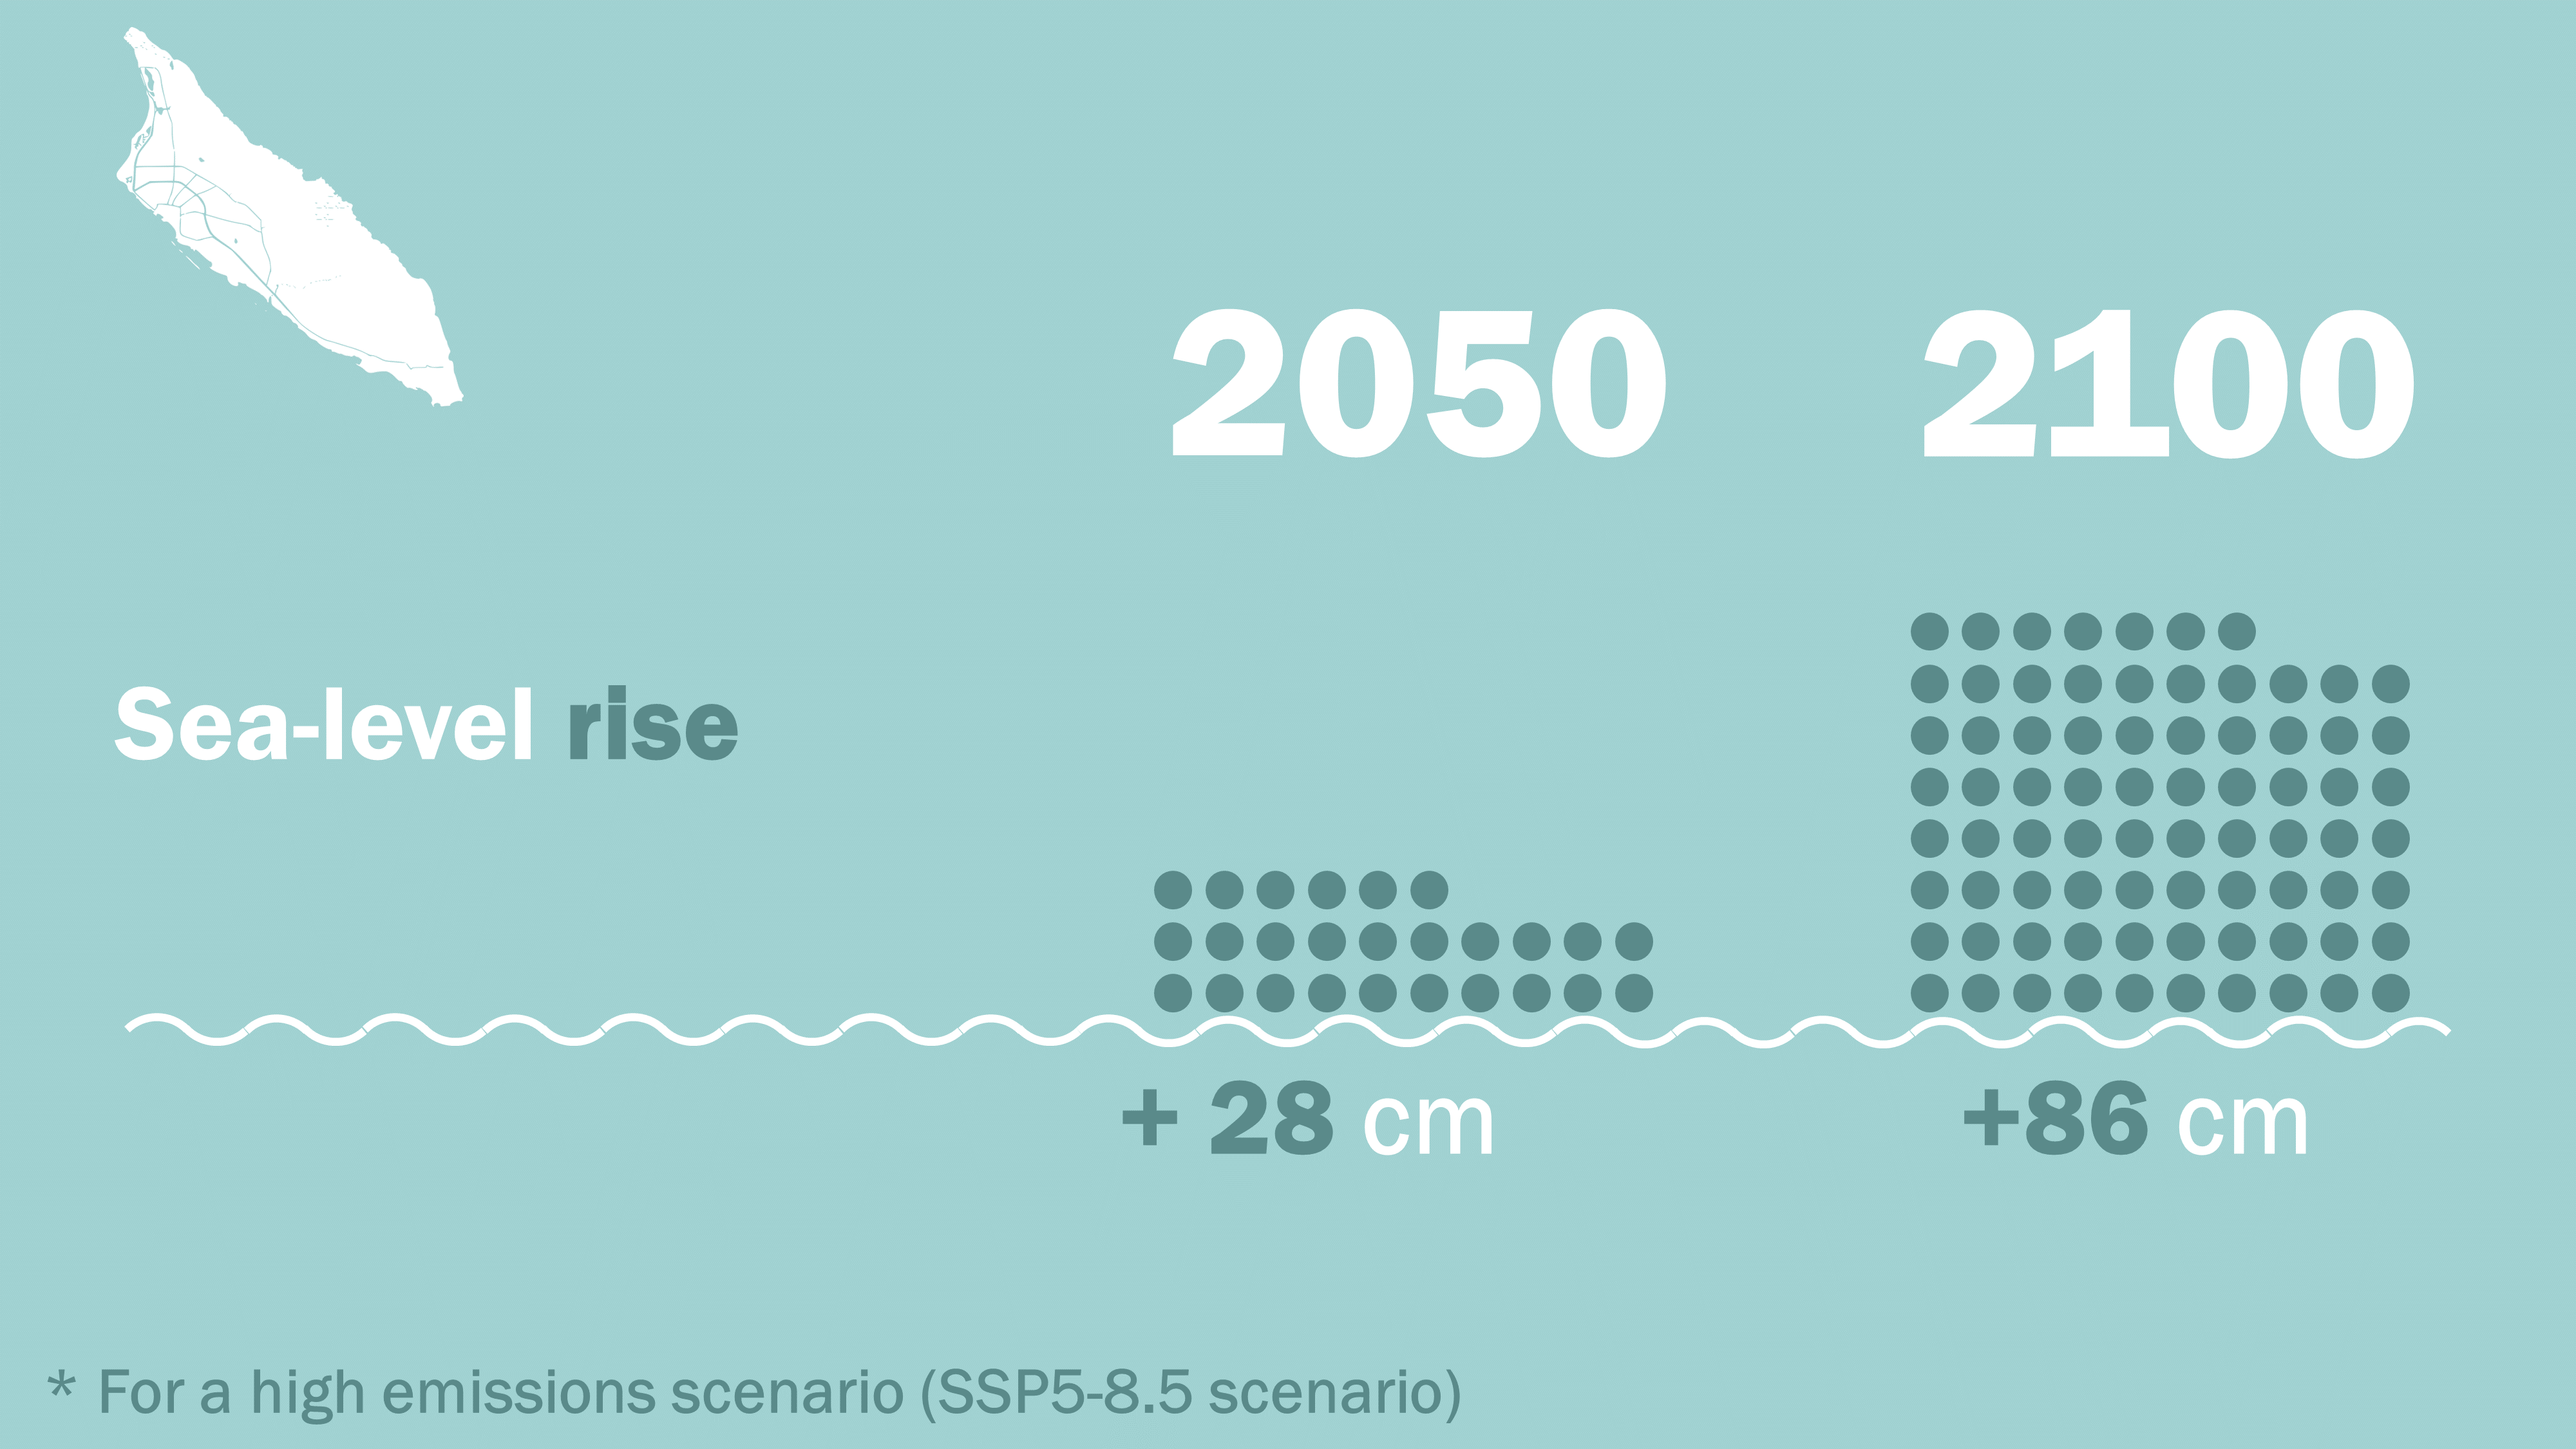 2050 2100
Sea-level rise
+ 28 cm +86 cm
* For a high emissions scenario (SSP5-8.5 scenario)